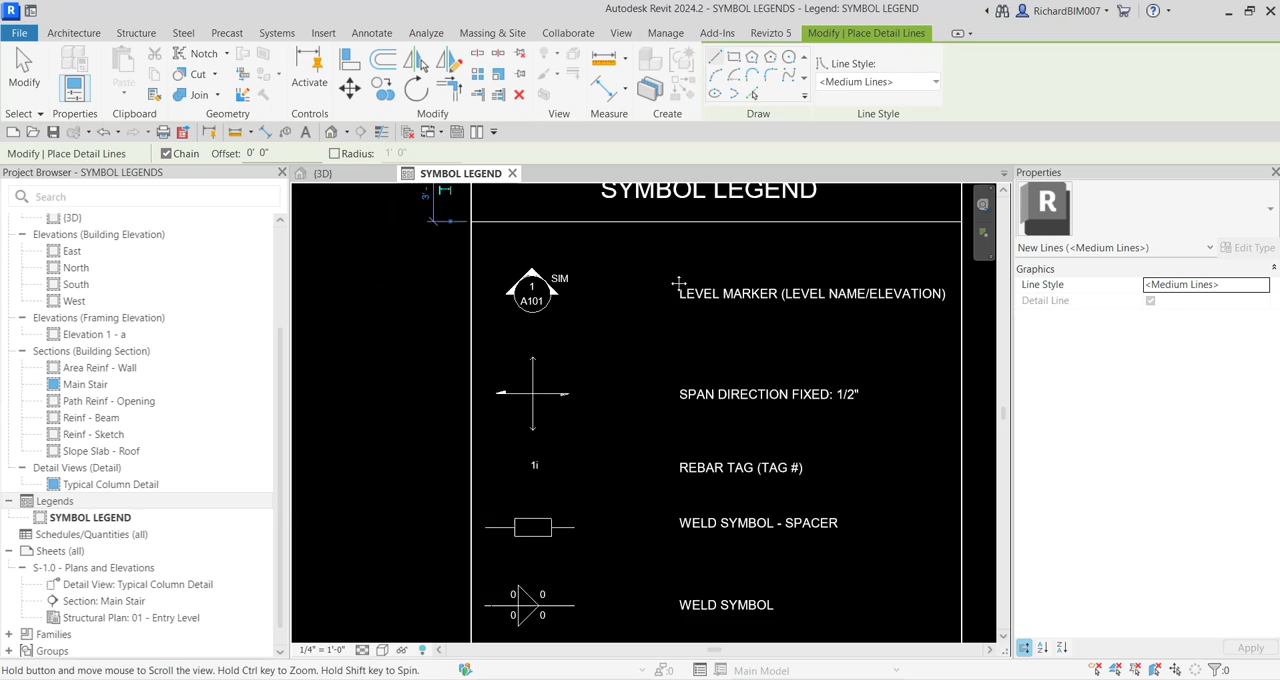 Autodesk Revit 2024.2 - SYMBOL LEGENDS - Legend: SYMBOL LEGEND
RichardBIM007
File Architecture Structure Steel Precast Systems Insert Annotate Analyze Massing & Site Collaborate View Manage Add-Ins Revizto 5 Modify | Place Detail Lines
Modify
Paste
Notch
Cut
Join
Activate
Line Style:
<Medium Lines>
Select Properties Clipboard Geometry Controls Modify View Measure Create Draw Line Style
Modify | Place Detail Lines Chain Offset: 0' 0" Radius: 1' 0"
Project Browser - SYMBOL LEGENDS
Search
{3D}
Elevations (Building Elevation)
East
North
South
West
Elevations (Framing Elevation)
Elevation 1 - a
Sections (Building Section)
Area Reinf - Wall
Main Stair
Path Reinf - Opening
Reinf - Beam
Reinf - Sketch
Slope Slab - Roof
Detail Views (Detail)
Typical Column Detail
Legends
SYMBOL LEGEND
Schedules/Quantities (all)
Sheets (all)
S-1.0 - Plans and Elevations
Detail View: Typical Column Detail
Section: Main Stair
Structural Plan: 01 - Entry Level
Families
Groups
{3D}
SYMBOL LEGEND
SYMBOL LEGEND
SIM
1
A101
LEVEL MARKER (LEVEL NAME/ELEVATION)
SPAN DIRECTION FIXED: 1/2"
1i
REBAR TAG (TAG #)
WELD SYMBOL - SPACER
0 0
0 0
WELD SYMBOL
1/4" = 1'-0"
Properties
R
New Lines (<Medium Lines>)
Edit Type
Graphics
Line Style <Medium Lines>
Detail Line
Apply
Hold button and move mouse to Scroll the view. Hold Ctrl key to Zoom. Hold Shift key to Spin.
:0
Main Model
:0